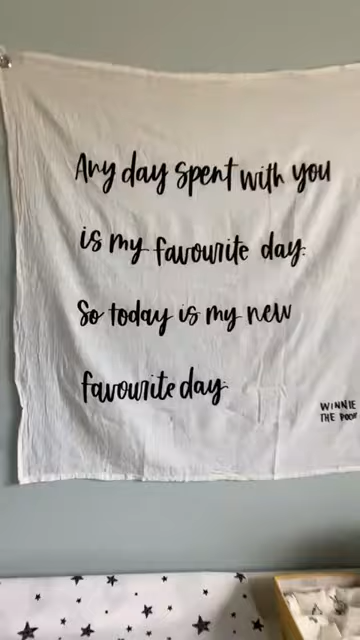 Any day spent with you
is my favourite day.
So today is my new
favourite day.
WINNIE
THE POOH